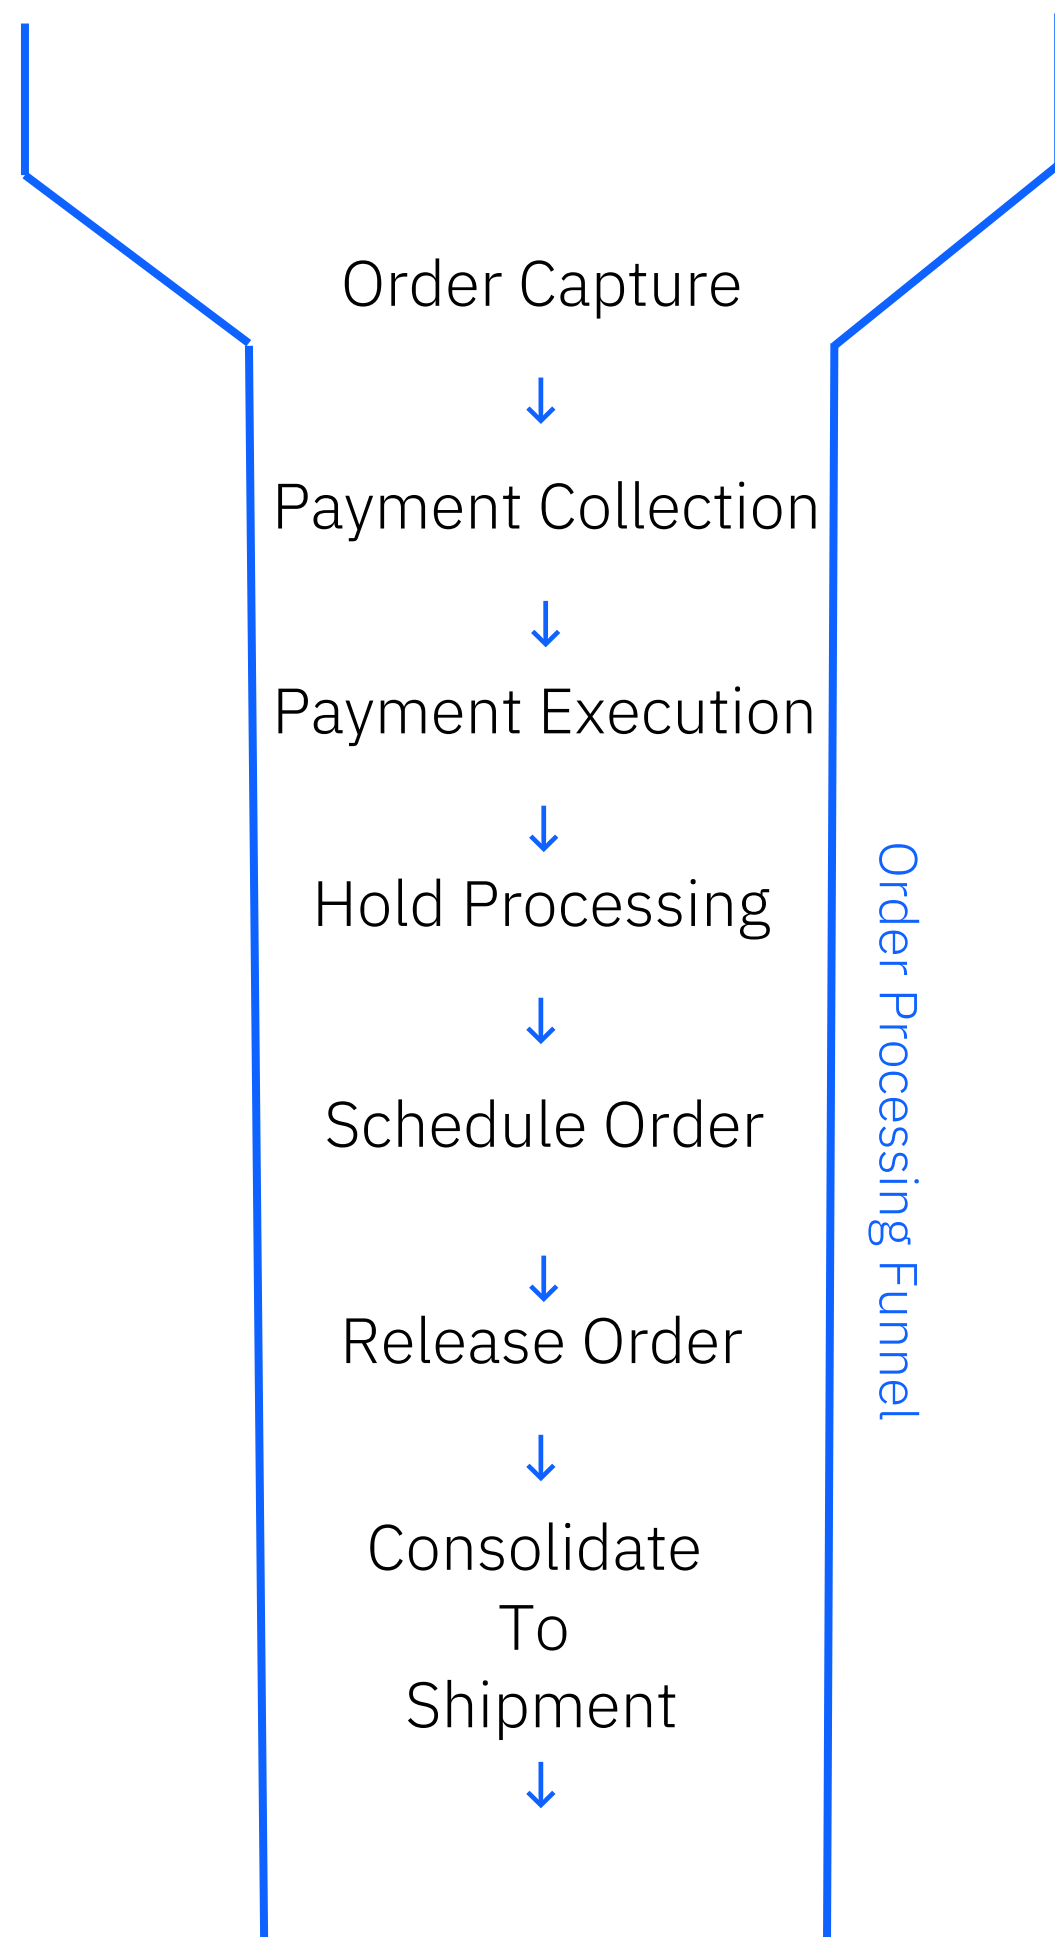 Order Capture
Payment Collection
Payment Execution
Hold Processing
Schedule Order
Release Order
Consolidate
To
Shipment
Order Processing Funnel